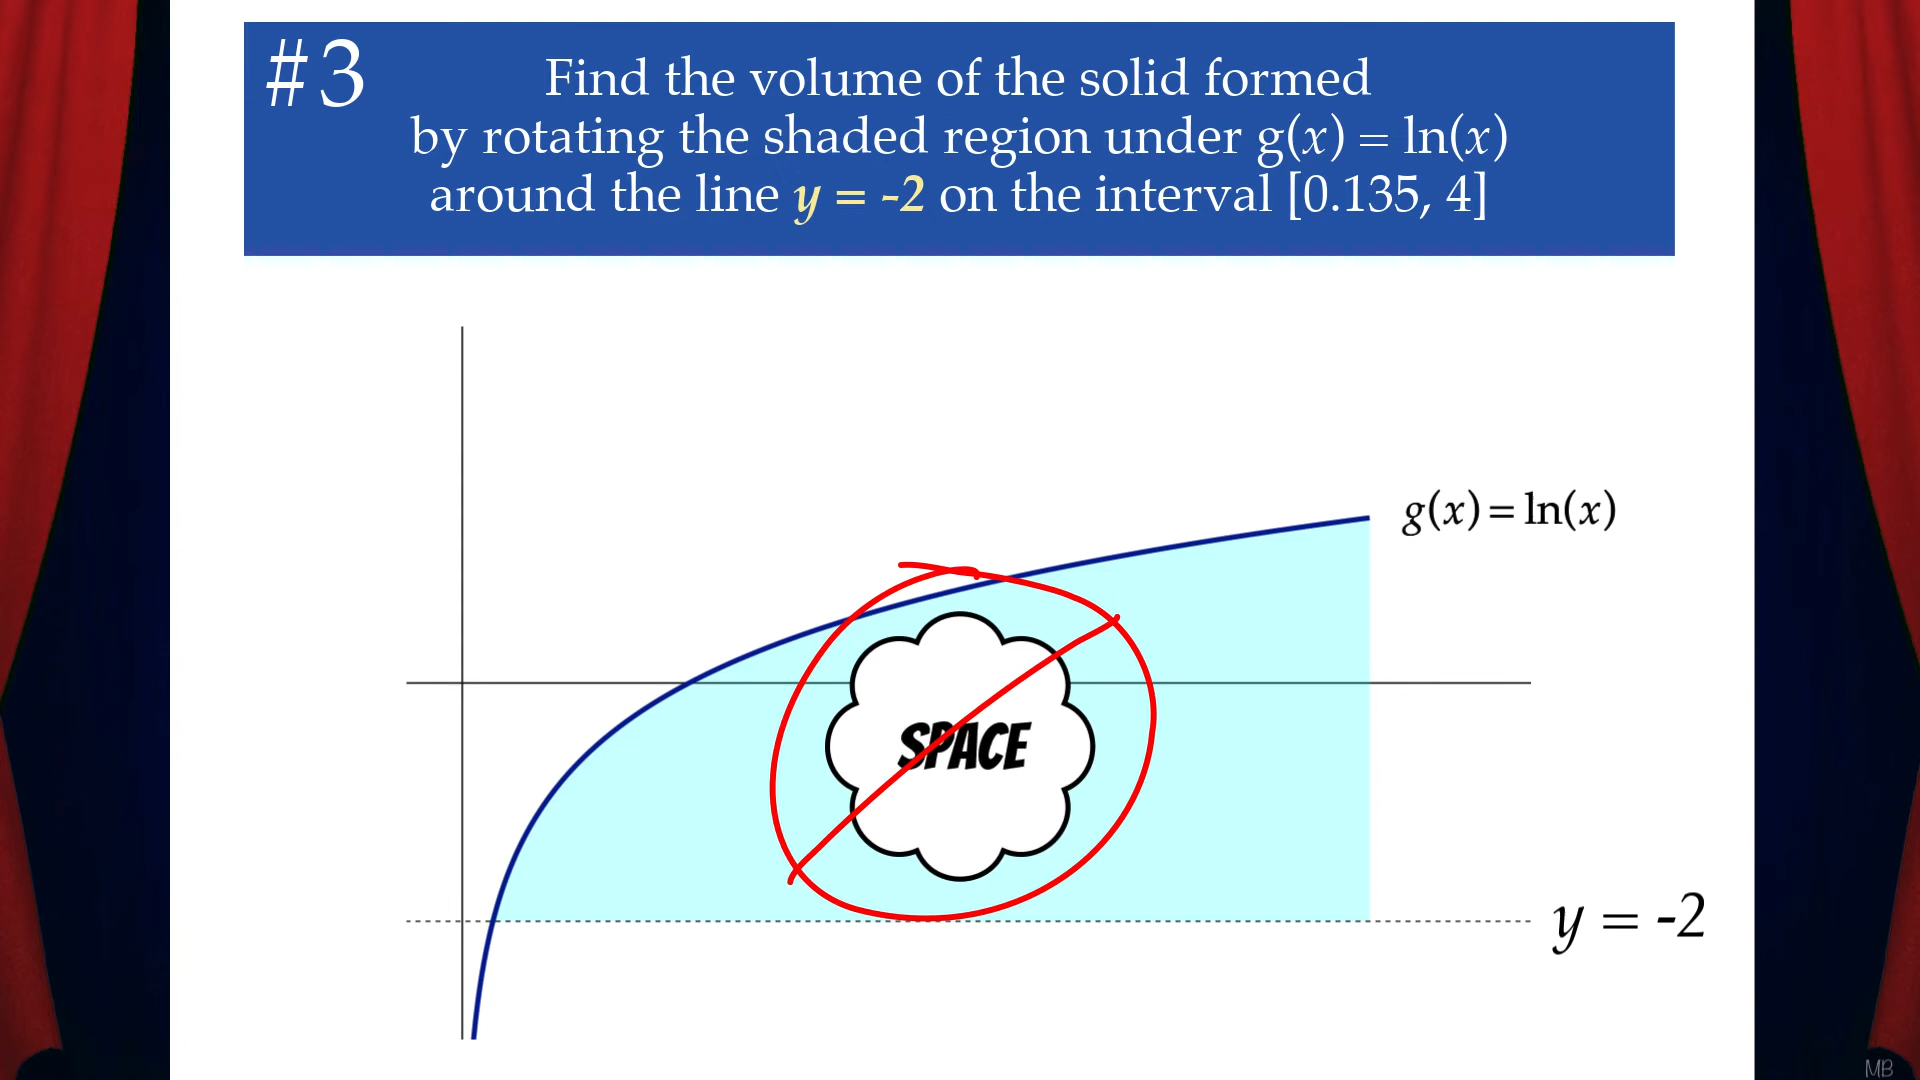 #3
Find the volume of the solid formed
by rotating the shaded region under g(x) = ln(x)
around the line y = -2 on the interval [0.135, 4]
g(x) = ln(x)
SPACE
y = -2
MB